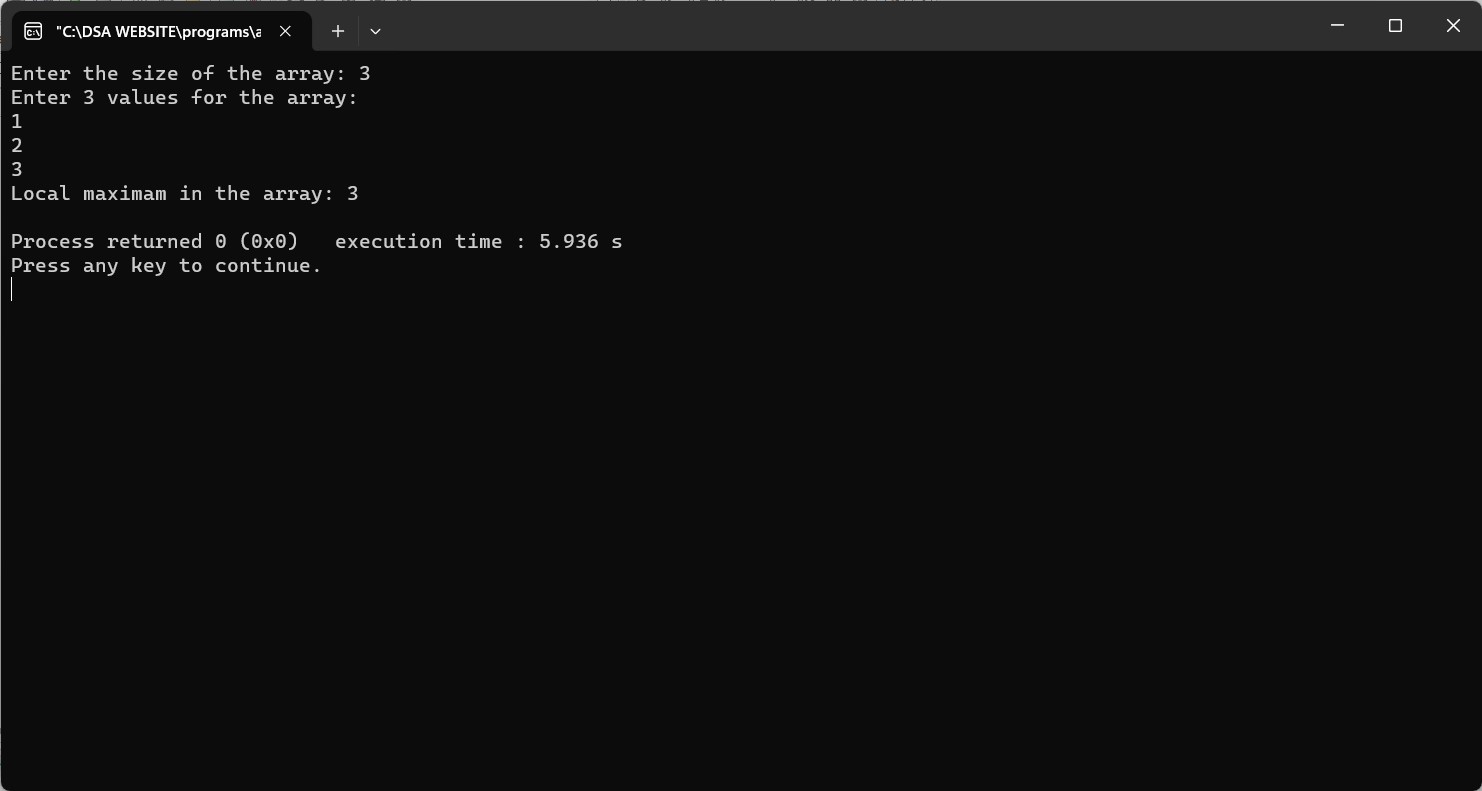 "C:\DSA WEBSITE\programs\a
Enter the size of the array: 3
Enter 3 values for the array:
1
2
3
Local maximam in the array: 3
Process returned 0 (0x0)   execution time : 5.936 s
Press any key to continue.